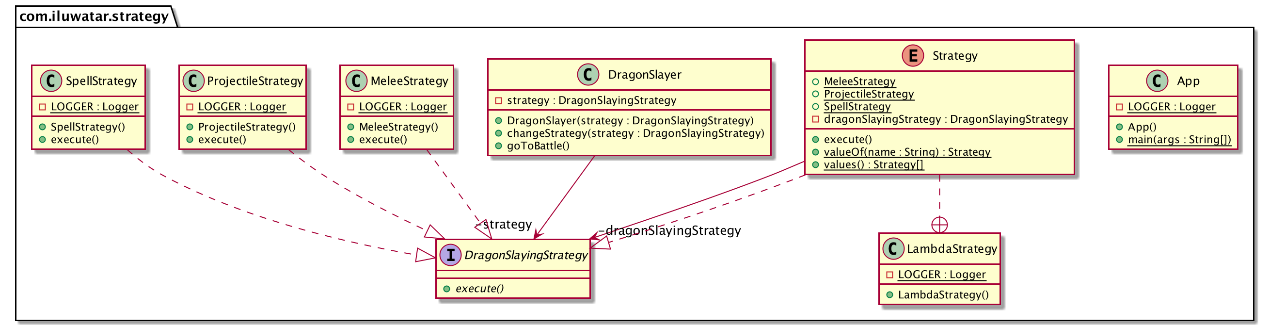 com.iluwatar.strategy
C SpellStrategy
LOGGER : Logger
SpellStrategy()
execute()
C ProjectileStrategy
LOGGER : Logger
ProjectileStrategy()
execute()
C MeleeStrategy
LOGGER : Logger
MeleeStrategy()
execute()
C DragonSlayer
strategy : DragonSlayingStrategy
DragonSlayer(strategy : DragonSlayingStrategy)
changeStrategy(strategy : DragonSlayingStrategy)
goToBattle()
E Strategy
MeleeStrategy
ProjectileStrategy
SpellStrategy
dragonSlayingStrategy : DragonSlayingStrategy
execute()
valueOf(name : String) : Strategy
values() : Strategy[]
C App
LOGGER : Logger
App()
main(args : String[])
-strategy
-dragonSlayingStrategy
I DragonSlayingStrategy
execute()
C LambdaStrategy
LOGGER : Logger
LambdaStrategy()